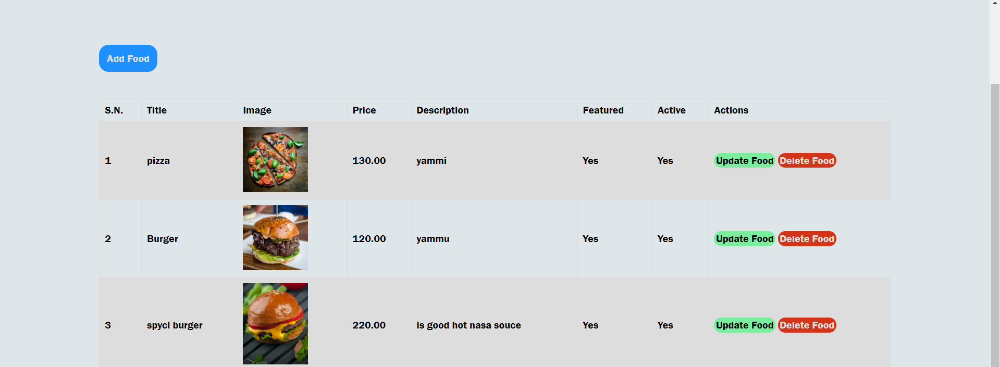 Add Food
S.N. Title Image Price Description Featured Active Actions
1 pizza 130.00 yammi Yes Yes Update Food Delete Food
2 Burger 120.00 yammu Yes Yes Update Food Delete Food
3 spyci burger 220.00 is good hot nasa souce Yes Yes Update Food Delete Food